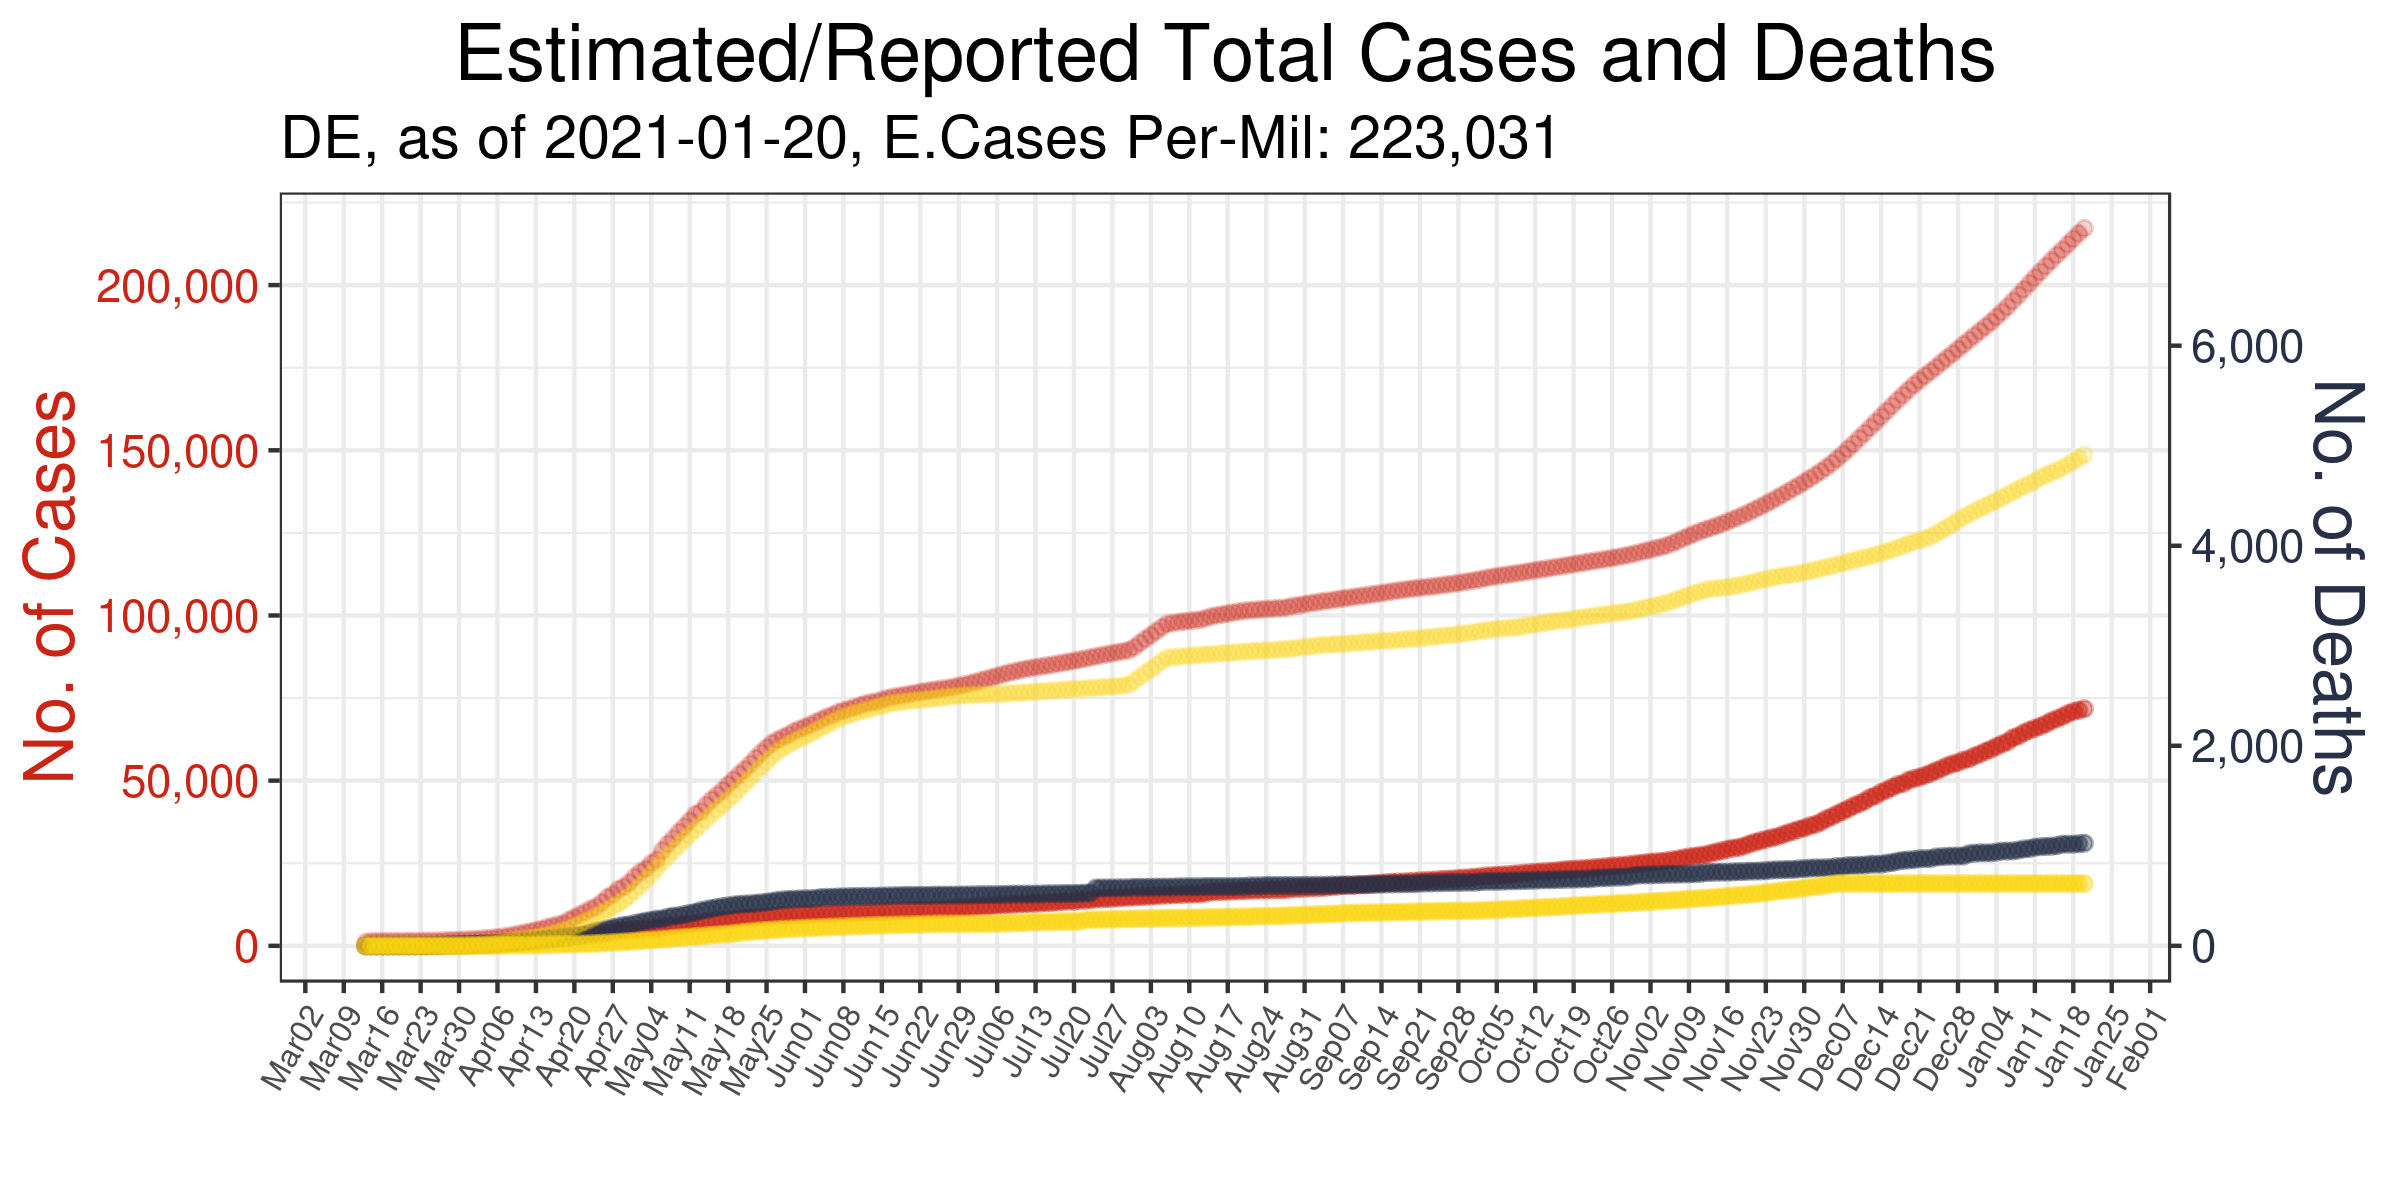 Estimated/Reported Total Cases and Deaths
DE, as of 2021-01-20, E.Cases Per-Mil: 223,031
No. of Cases
200,000
150,000
100,000
50,000
0
6,000
4,000
2,000
0
No. of Deaths
Mar02
Mar09
Mar16
Mar23
Mar30
Apr06
Apr13
Apr20
Apr27
May04
May11
May18
May25
Jun01
Jun08
Jun15
Jun22
Jun29
Jul06
Jul13
Jul20
Jul27
Aug03
Aug10
Aug17
Aug24
Aug31
Sep07
Sep14
Sep21
Sep28
Oct05
Oct12
Oct19
Oct26
Nov02
Nov09
Nov16
Nov23
Nov30
Dec07
Dec14
Dec21
Dec28
Jan04
Jan11
Jan18
Jan25
Feb01